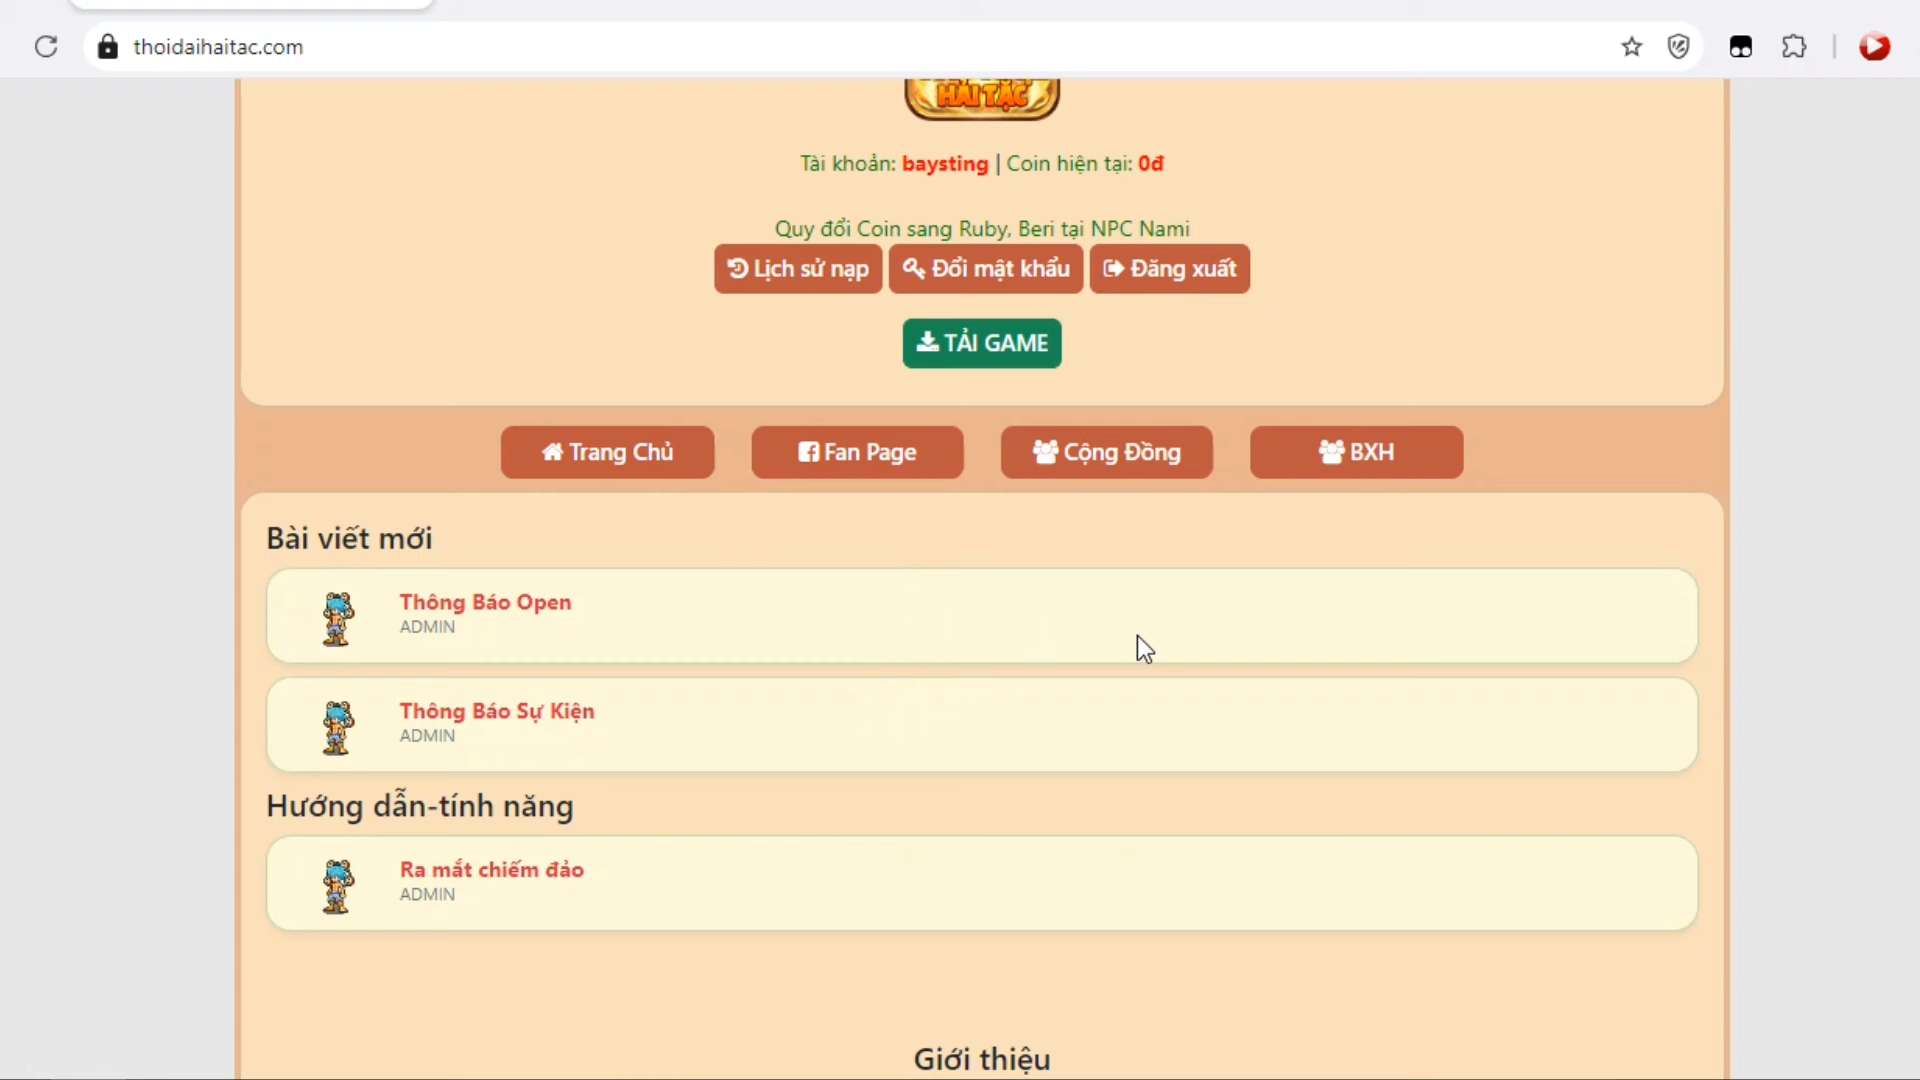 thoidaihaitac.com
HẢI TẶC
Tài khoản: baysting | Coin hiện tại: 0đ
Quy đổi Coin sang Ruby, Beri tại NPC Nami
Lịch sử nạp Đổi mật khẩu Đăng xuất
TẢI GAME
Trang Chủ Fan Page Cộng Đồng BXH
Bài viết mới
Thông Báo Open
ADMIN
Thông Báo Sự Kiện
ADMIN
Hướng dẫn-tính năng
Ra mắt chiếm đảo
ADMIN
Giới thiệu